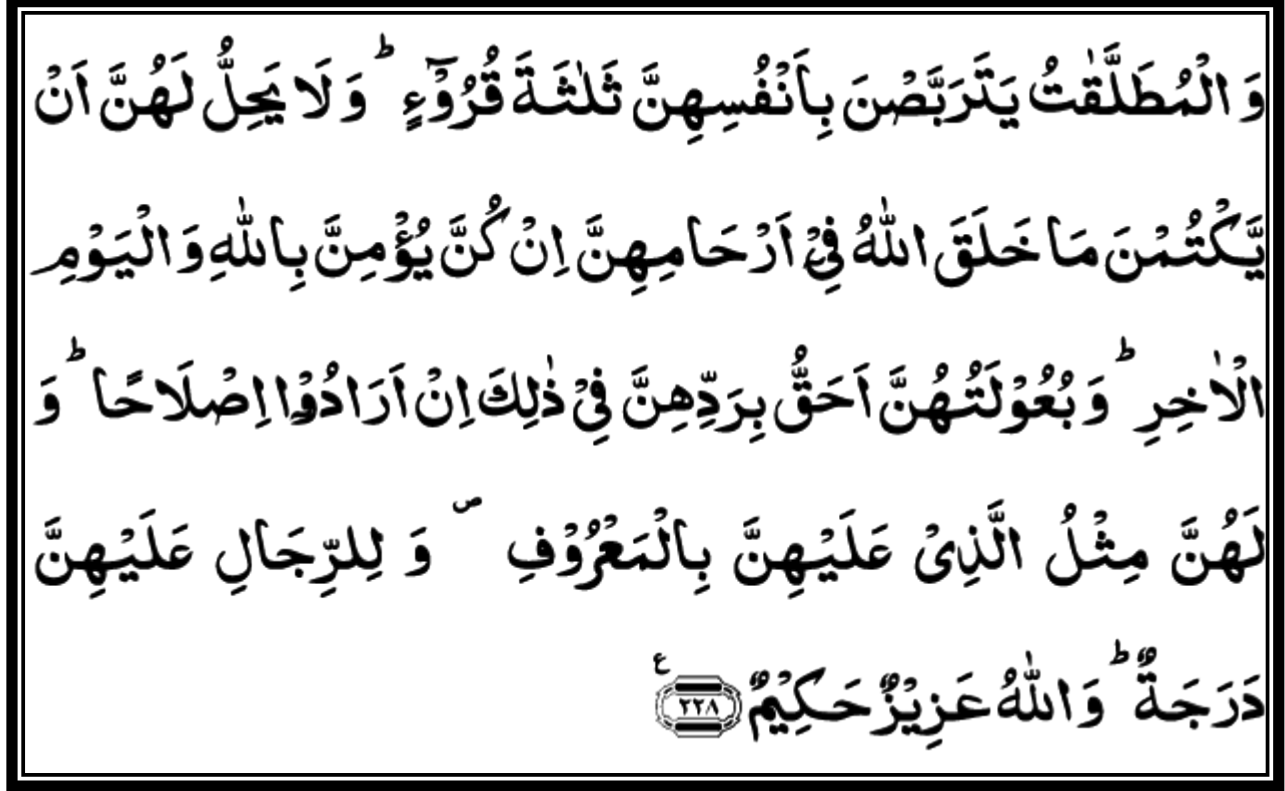 وَ الْمُطَلَّقٰتُ یَتَرَبَّصْنَ بِاَنْفُسِهِنَّ ثَلٰثَةَ قُرُوْٓءٍ ؕ وَ لَا یَحِلُّ لَهُنَّ اَنْ
یَّكْتُمْنَ مَا خَلَقَ اللّٰهُ فِیْۤ اَرْحَامِهِنَّ اِنْ كُنَّ یُؤْمِنَّ بِاللّٰهِ وَ الْیَوْمِ
الْاٰخِرِ ؕ وَ بُعُوْلَتُهُنَّ اَحَقُّ بِرَدِّهِنَّ فِیْ ذٰلِكَ اِنْ اَرَادُوْۤا اِصْلَاحًا ؕ وَ
لَهُنَّ مِثْلُ الَّذِیْ عَلَیْهِنَّ بِالْمَعْرُوْفِ ۪ وَ لِلرِّجَالِ عَلَیْهِنَّ
دَرَجَةٌ ؕ وَ اللّٰهُ عَزِیْزٌ حَكِیْمٌ ۟۠ ﴿۲۲۸﴾ ع